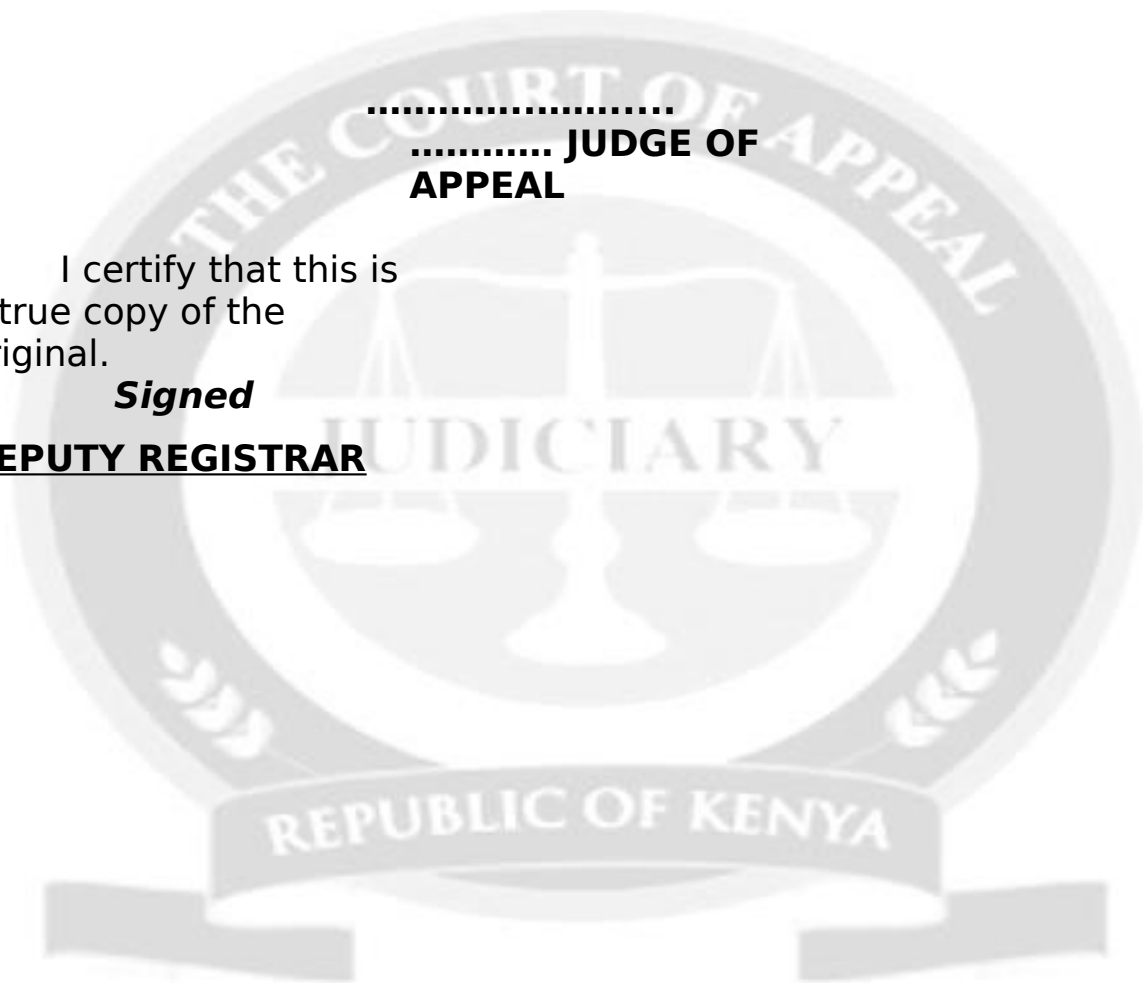 …………..…….….
………… JUDGE OF
APPEAL
THE COURT OF APPEAL
I certify that this is
true copy of the
riginal.
Signed
EPUTY REGISTRAR
JUDICIARY
REPUBLIC OF KENYA